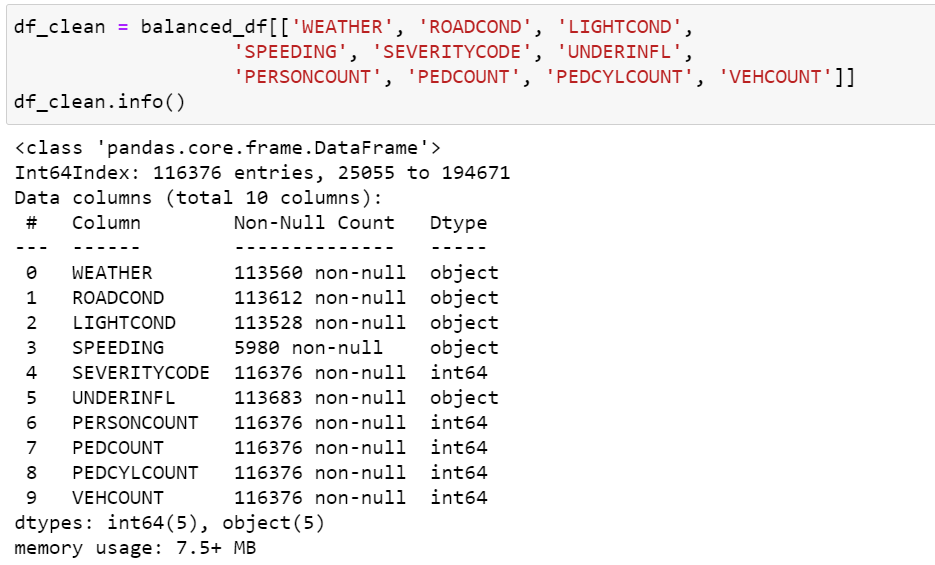 df_clean = balanced_df[['WEATHER', 'ROADCOND', 'LIGHTCOND',
                   'SPEEDING', 'SEVERITYCODE', 'UNDERINFL',
                   'PERSONCOUNT', 'PEDCOUNT', 'PEDCYLCOUNT', 'VEHCOUNT']]
df_clean.info()
<class 'pandas.core.frame.DataFrame'>
Int64Index: 116376 entries, 25055 to 194671
Data columns (total 10 columns):
 #   Column        Non-Null Count   Dtype
---  ------        --------------   -----
 0   WEATHER       113560 non-null  object
 1   ROADCOND      113612 non-null  object
 2   LIGHTCOND     113528 non-null  object
 3   SPEEDING      5980 non-null    object
 4   SEVERITYCODE  116376 non-null  int64
 5   UNDERINFL     113683 non-null  object
 6   PERSONCOUNT   116376 non-null  int64
 7   PEDCOUNT      116376 non-null  int64
 8   PEDCYLCOUNT   116376 non-null  int64
 9   VEHCOUNT      116376 non-null  int64
dtypes: int64(5), object(5)
memory usage: 7.5+ MB